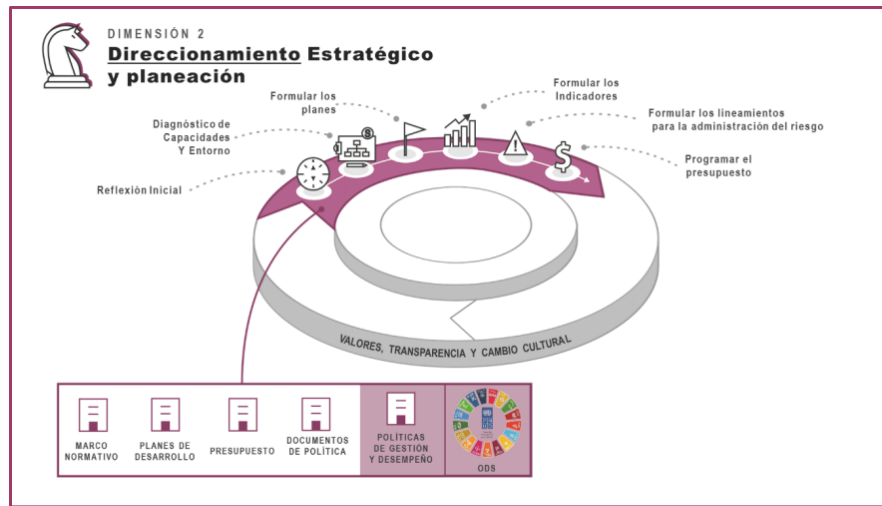 DIMENSIÓN 2
Direccionamiento Estratégico
y planeación
Formular los
planes
Formular los
Indicadores
Diagnóstico de
Capacidades
Y Entorno
Formular los lineamientos
para la administración del riesgo
Reflexión Inicial
Programar el
presupuesto
VALORES, TRANSPARENCIA Y CAMBIO CULTURAL
MARCO
NORMATIVO
PLANES DE
DESARROLLO
PRESUPUESTO
DOCUMENTOS
DE POLÍTICA
POLÍTICAS
DE GESTIÓN
Y DESEMPEÑO
ODS